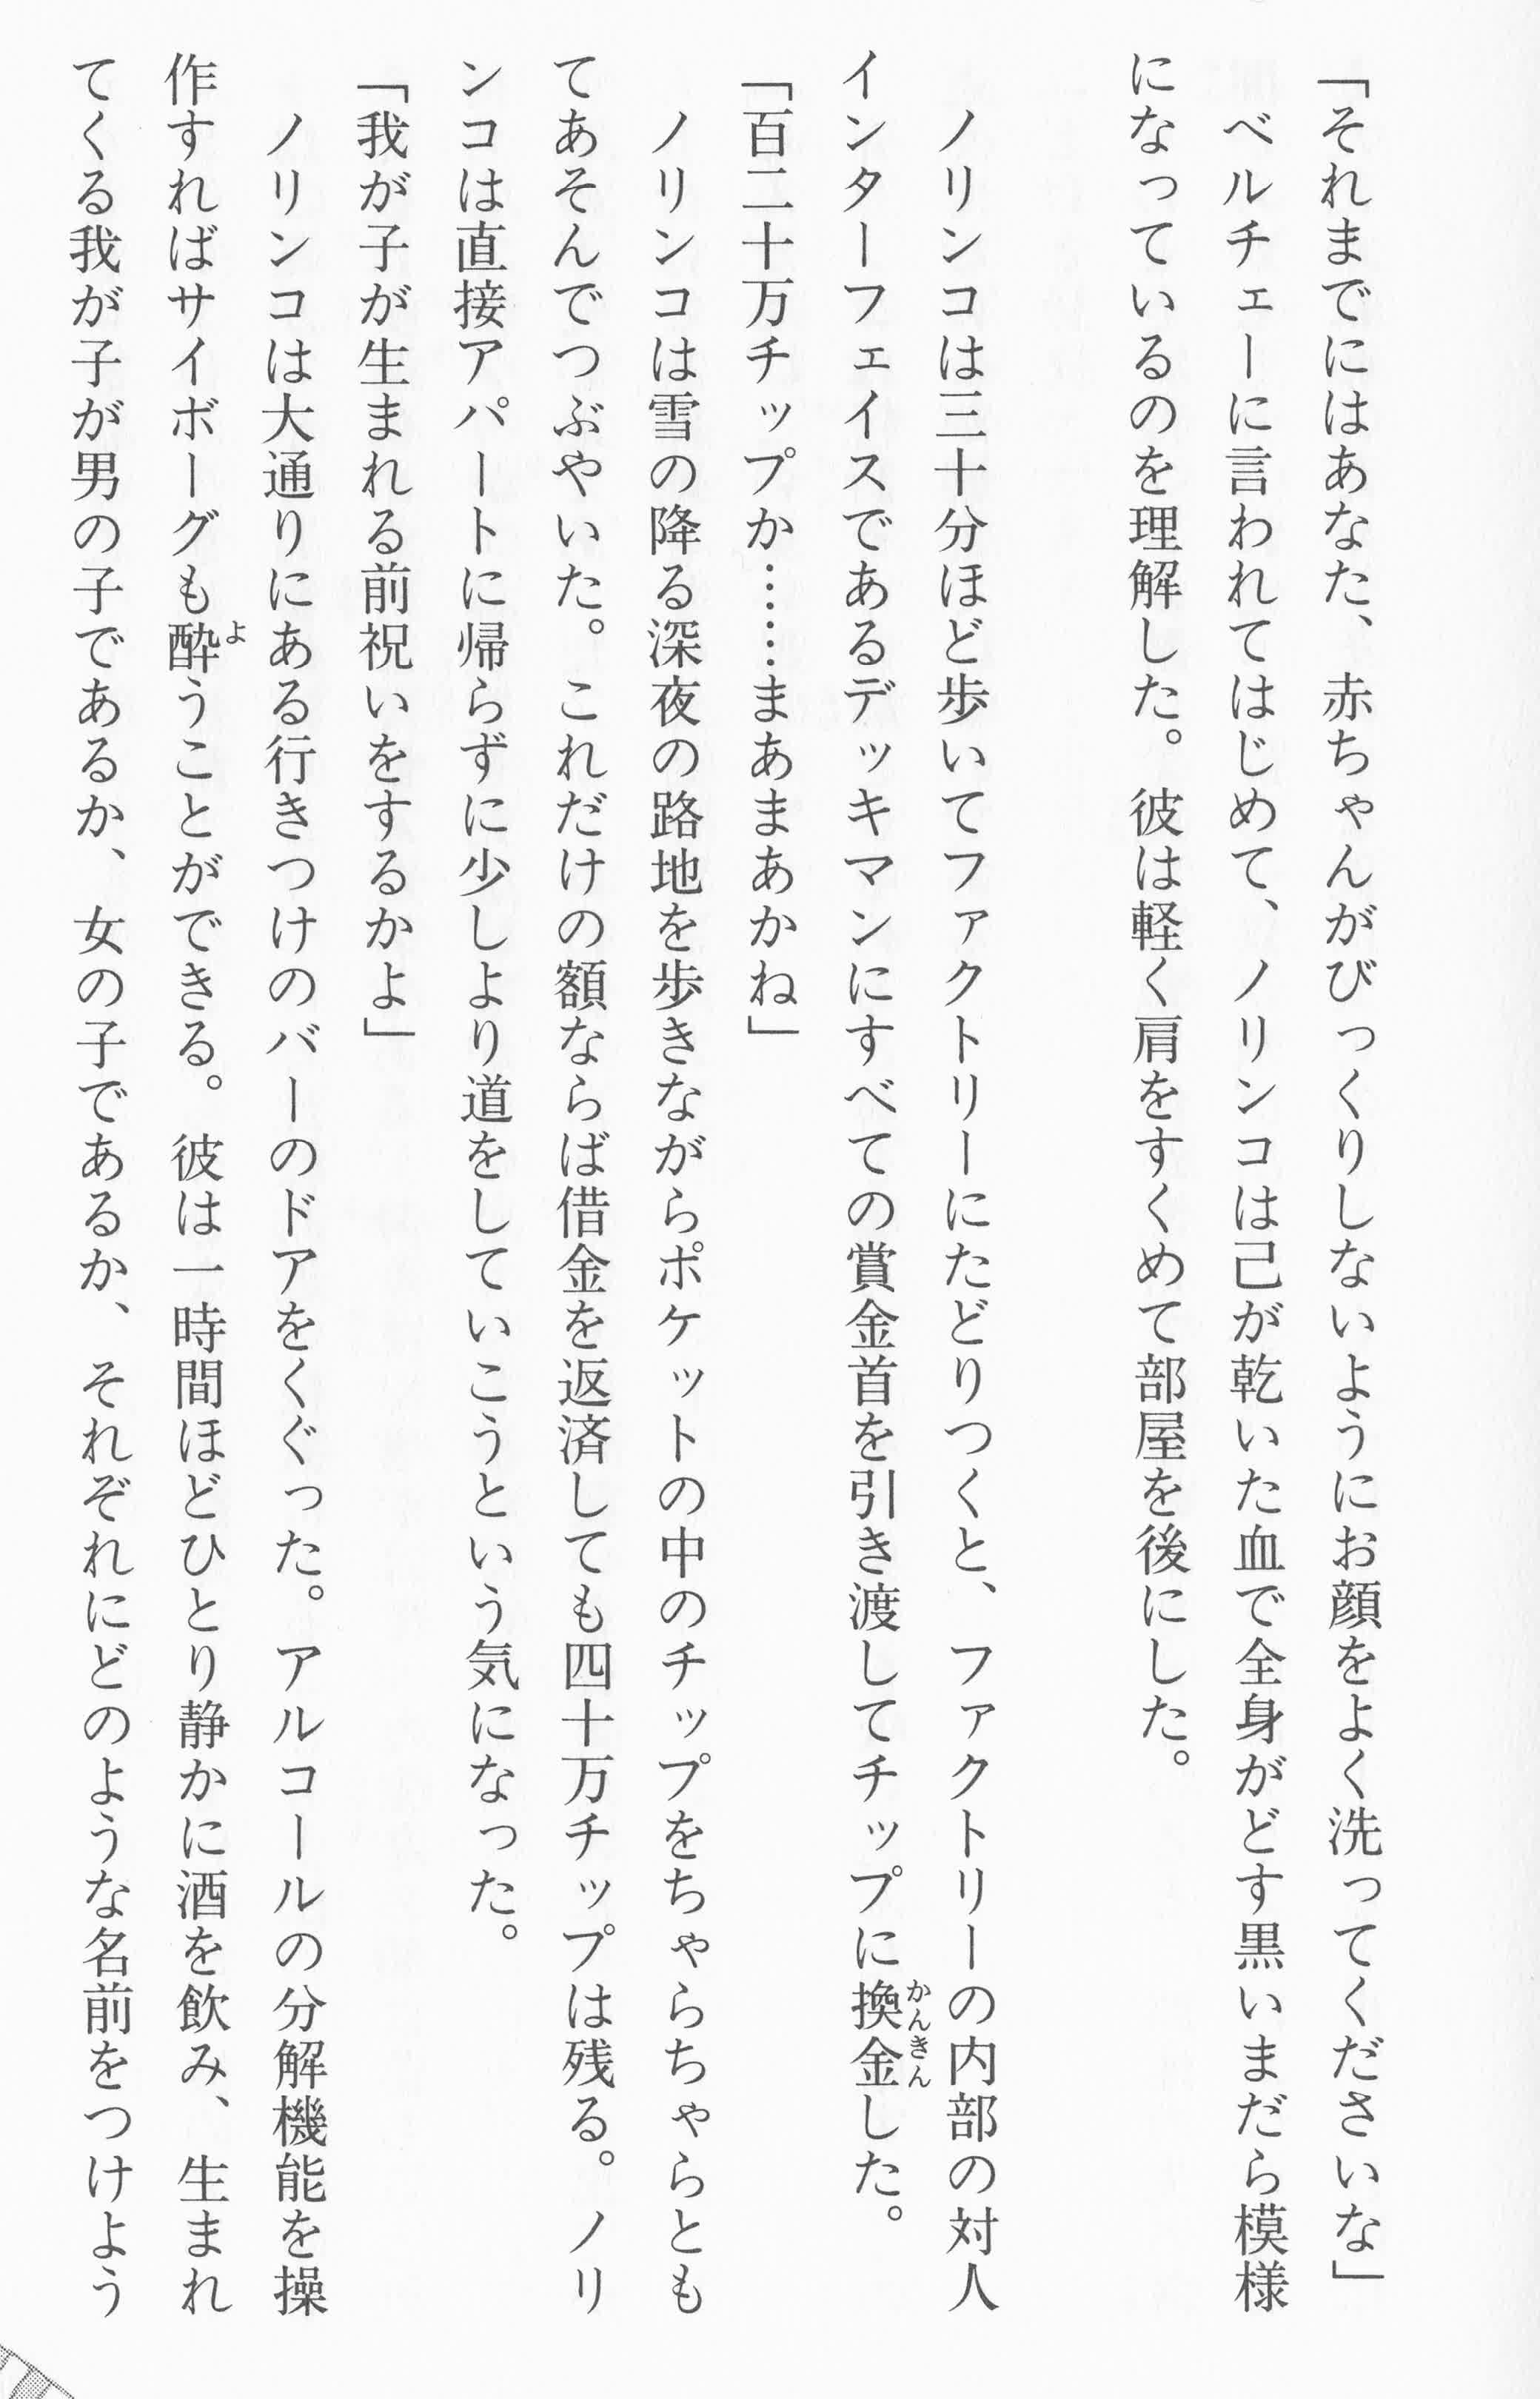 「それまでにはあなた、赤ちゃんがびっくりしないようにお顔をよく洗ってくださいな」
　ベルチェーに言われてはじめて、ノリンコは己が乾いた血で全身がどす黒いまだら模様
になっているのを理解した。彼は軽く肩をすくめて部屋を後にした。

　ノリンコは三十分ほど歩いてファクトリーにたどりつくと、ファクトリーの内部の対人
インターフェイスであるデッキマンにすべての賞金首を引き渡してチップに換金した。
「百二十万チップか……まあまあかね」
　ノリンコは雪の降る深夜の路地を歩きながらポケットの中のチップをちゃらちゃらとも
てあそんでつぶやいた。これだけの額ならば借金を返済しても四十万チップは残る。ノリ
ンコは直接アパートに帰らずに少しより道をしていこうという気になった。
「我が子が生まれる前祝いをするかよ」
　ノリンコは大通りにある行きつけのバーのドアをくぐった。アルコールの分解機能を操
作すればサイボーグも酔うことができる。彼は一時間ほどひとり静かに酒を飲み、生まれ
てくる我が子が男の子であるか、女の子であるか、それぞれにどのような名前をつけよう